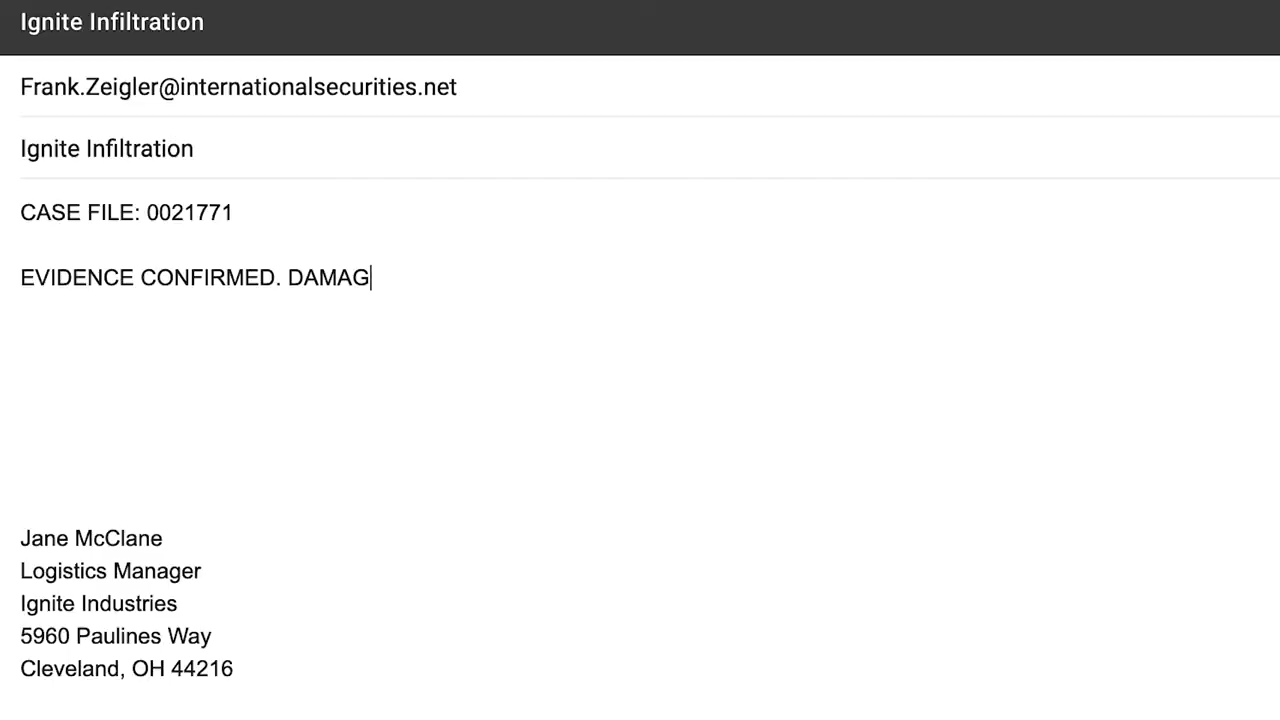 Ignite Infiltration
Frank.Zeigler@internationalsecurities.net
Ignite Infiltration
CASE FILE: 0021771
EVIDENCE CONFIRMED. DAMAG
Jane McClane
Logistics Manager
Ignite Industries
5960 Paulines Way
Cleveland, OH 44216